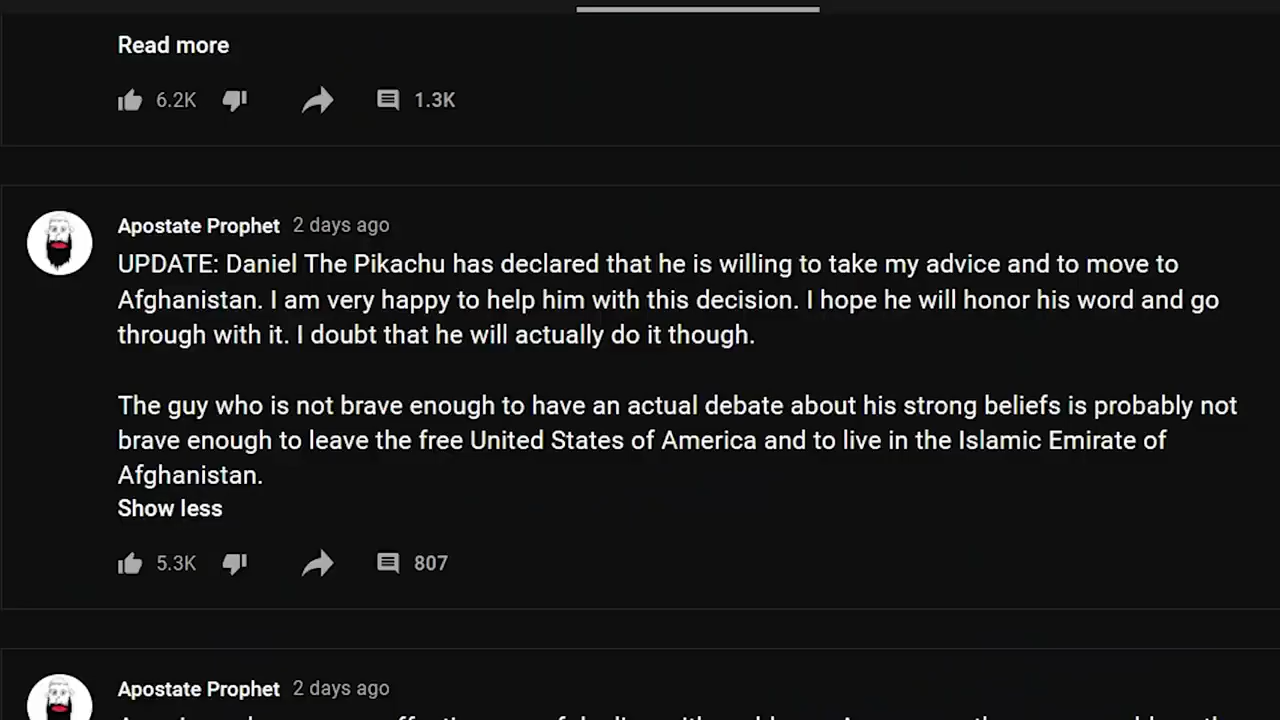 Read more
6.2K 1.3K
Apostate Prophet 2 days ago
UPDATE: Daniel The Pikachu has declared that he is willing to take my advice and to move to
Afghanistan. I am very happy to help him with this decision. I hope he will honor his word and go
through with it. I doubt that he will actually do it though.
The guy who is not brave enough to have an actual debate about his strong beliefs is probably not
brave enough to leave the free United States of America and to live in the Islamic Emirate of
Afghanistan.
Show less
5.3K 807
Apostate Prophet 2 days ago